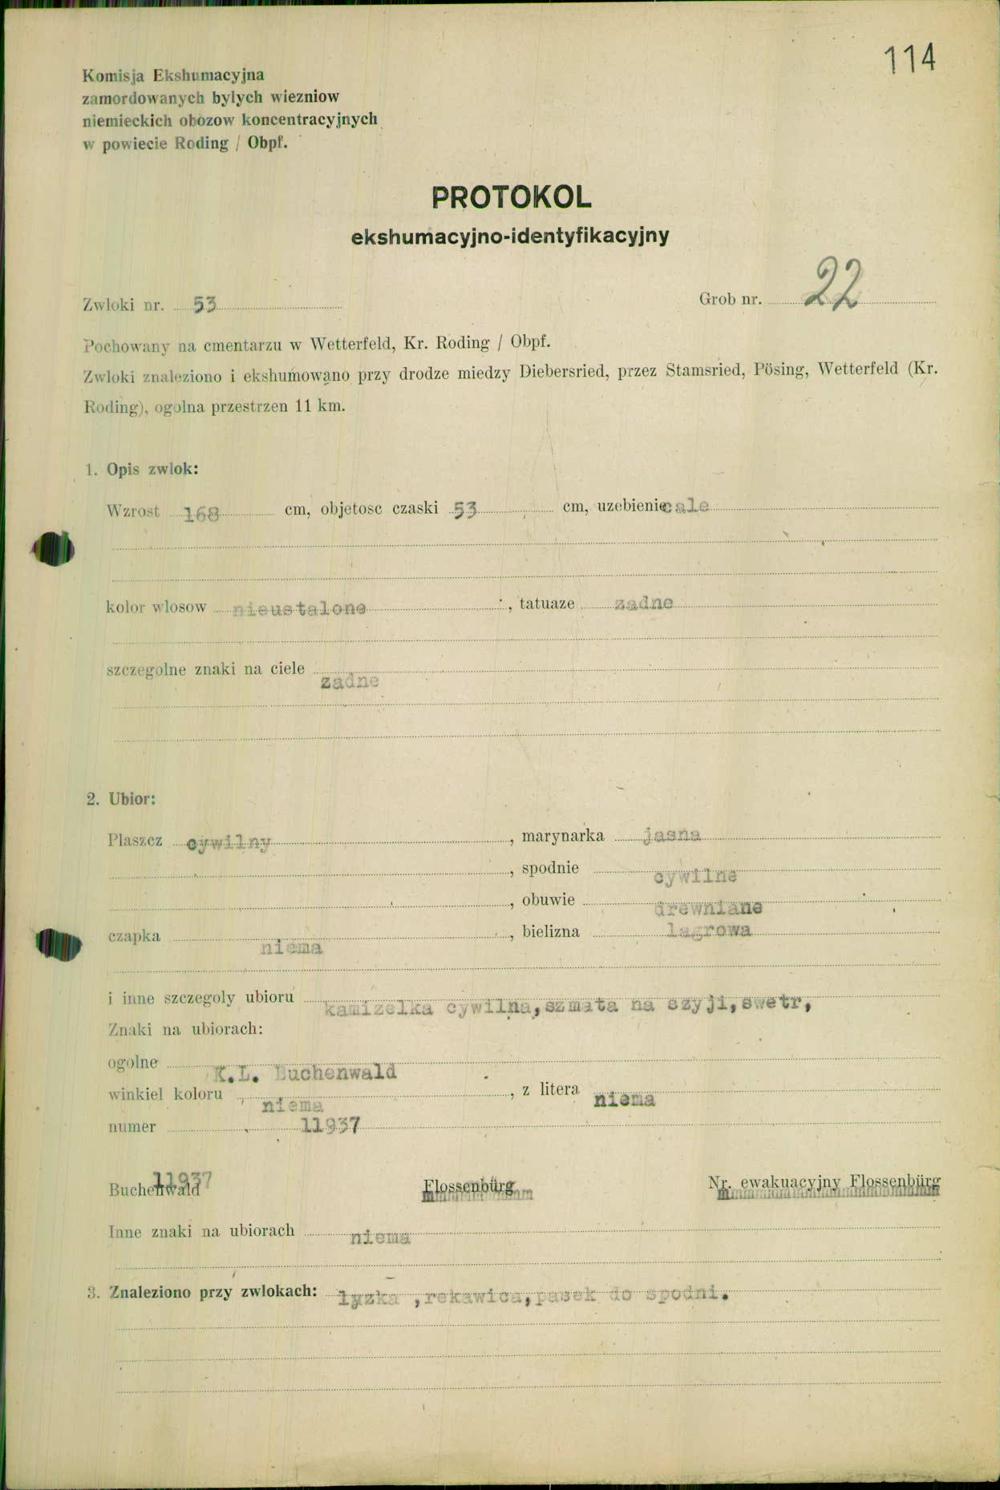 114
Komisja Ekshumacyjna
zamordowanych bylych wiezniow
niemieckich obozow koncentracyjnych
w powiecie Roding / Obpf.
PROTOKOL
ekshumacyjno-identyfikacyjny
Zwloki nr. 53 Grob nr. 22
Pochowany na cmentarzu w Wetterfeld, Kr. Roding / Obpf.
Zwloki znaleziono i ekshumowano przy drodze miedzy Diebersried, przez Stamsried, Pösing, Wetterfeld (Kr.
Roding), ogolna przestrzen 11 km.
1. Opis zwlok:
Wzrost 168 cm, objetosc czaski 53 cm, uzebienie cale
kolor wlosow nieustalone, tatuaze zadne
szczegolne znaki na ciele zadne
2. Ubior:
Plaszcz cywilny, marynarka jasna
, spodnie cywilne
, obuwie drewniane
czapka niema, bielizna lagrowa
i inne szczegoly ubioru kamizelka cywilna, szmata na szyji, swetr,
Znaki na ubiorach:
ogolne K.L. Buchenwald
winkiel koloru niema, z litera niema
numer 11937
Buchenwald 11937 Flossenbürg Nr. ewakuacyjny Flossenbürg
Inne znaki na ubiorach niema
3. Znaleziono przy zwlokach: lyzka ,rekawica,pasek do spodni.